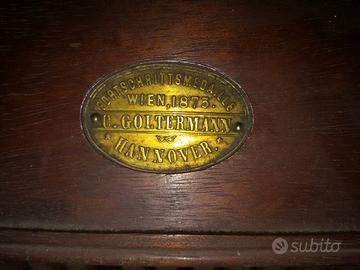 FORTSCHRITTSMEDAILLE
WIEN, 1873.
C. GOLTERMANN
HANNOVER.
subito